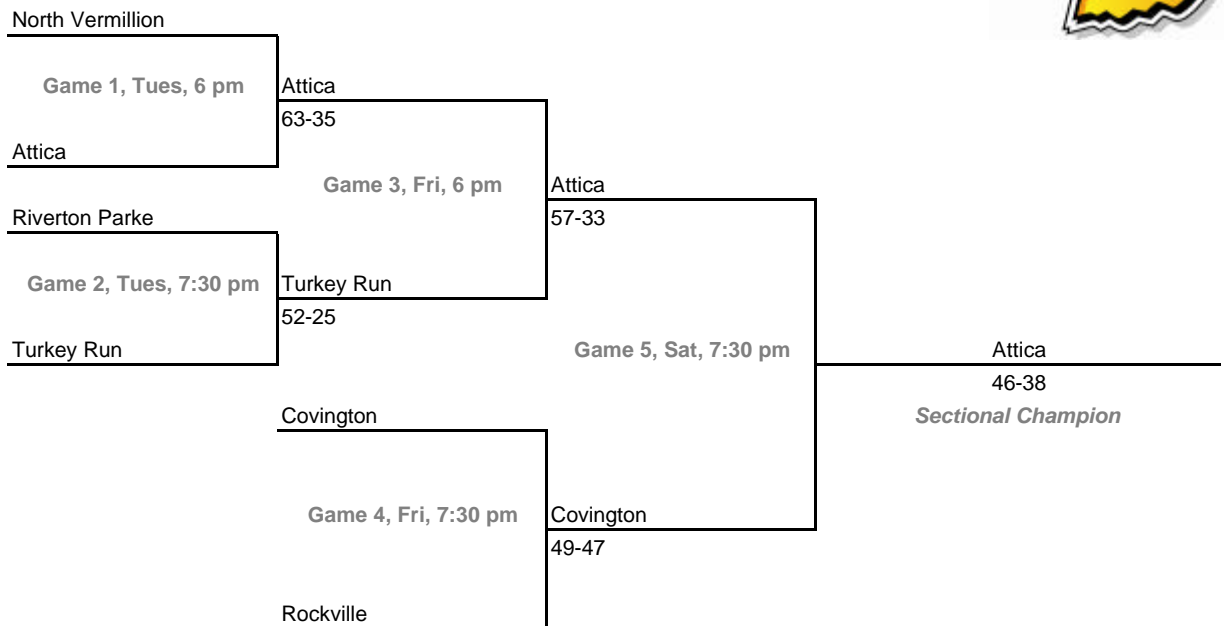 North Vermillion
Game 1, Tues, 6 pm
Attica
63-35
Attica
Game 3, Fri, 6 pm
Attica
57-33
Riverton Parke
Game 2, Tues, 7:30 pm
Turkey Run
52-25
Turkey Run
Game 5, Sat, 7:30 pm
Attica
46-38
Sectional Champion
Covington
Game 4, Fri, 7:30 pm
Covington
49-47
Rockville